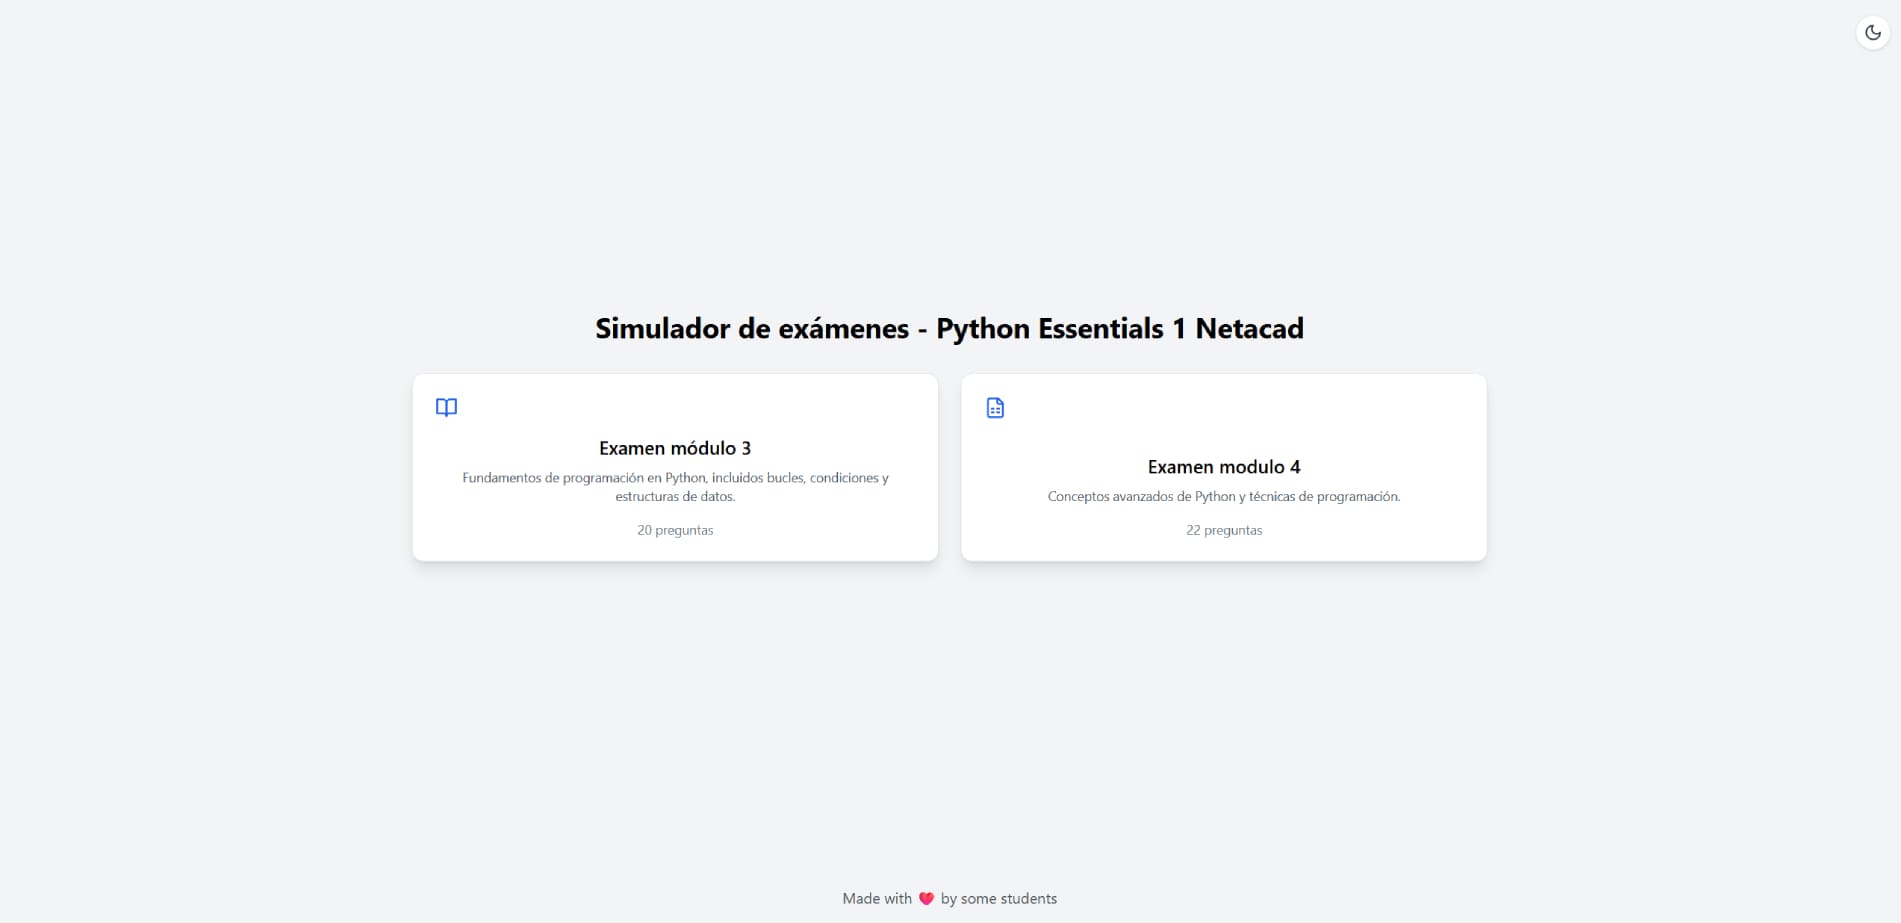 Simulador de exámenes - Python Essentials 1 Netacad
Examen módulo 3
Fundamentos de programación en Python, incluidos bucles, condiciones y
estructuras de datos.
20 preguntas
Examen modulo 4
Conceptos avanzados de Python y técnicas de programación.
22 preguntas
Made with ❤️ by some students